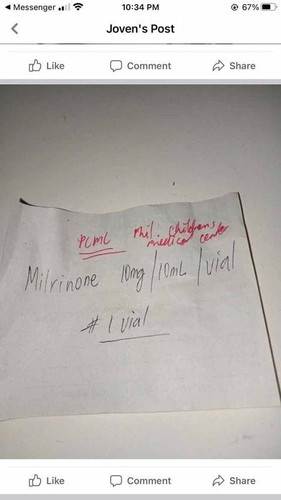 Messenger 10:34 PM 67%
Joven's Post
Like Comment Share
PCMC Phil. Childrens
medical center
Milrinone 10mg/10mL/vial
# 1 vial
Like Comment Share